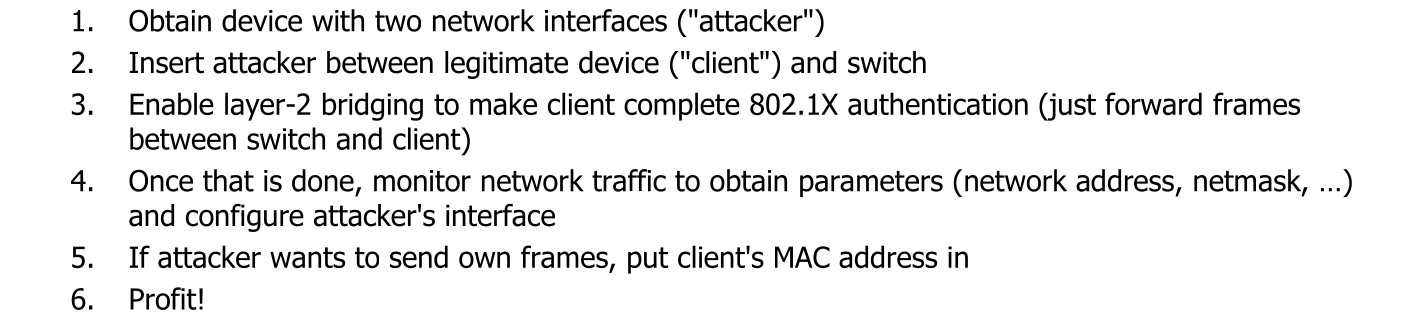 1. Obtain device with two network interfaces ("attacker")
2. Insert attacker between legitimate device ("client") and switch
3. Enable layer-2 bridging to make client complete 802.1X authentication (just forward frames
between switch and client)
4. Once that is done, monitor network traffic to obtain parameters (network address, netmask, …)
and configure attacker's interface
5. If attacker wants to send own frames, put client's MAC address in
6. Profit!